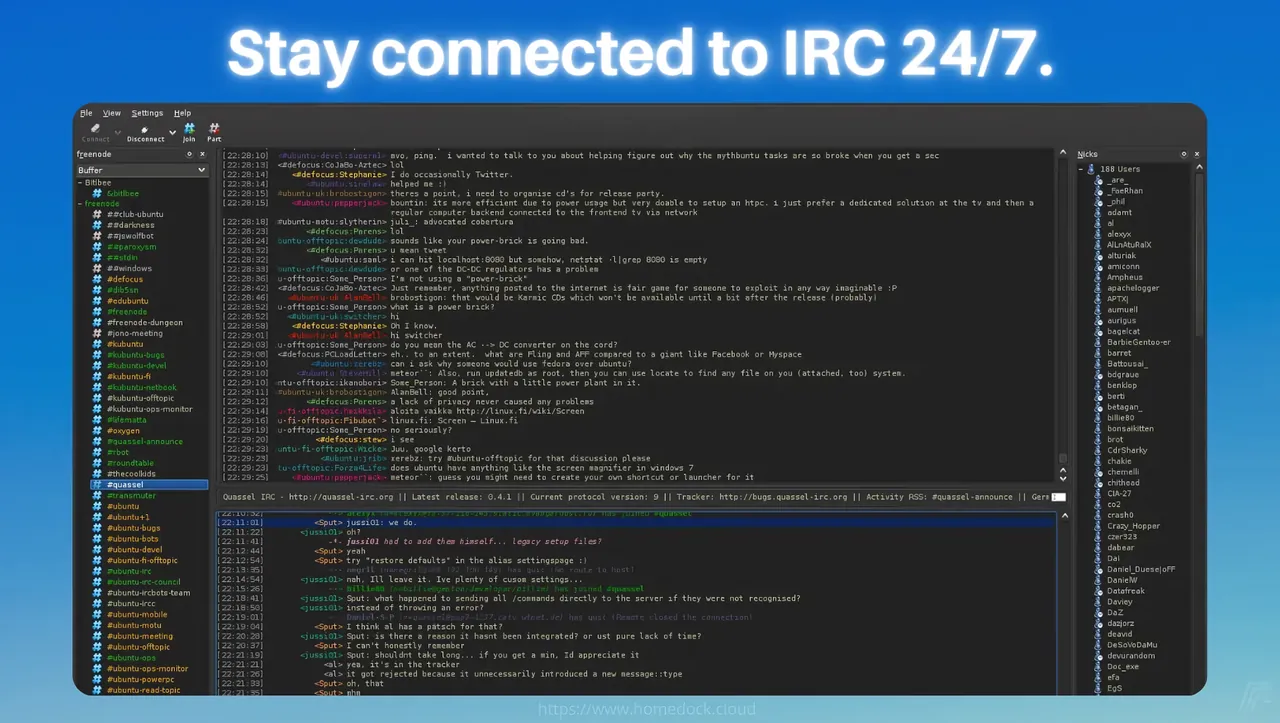 Stay connected to IRC 24/7.
File View Settings Help
Connect Disconnect Join Part
freenode
Buffer
Bitlbee
&bitlbee
freenode
##club-ubuntu
##darkness
##jswolfbot
##paroxysm
##stdin
##windows
#defocus
#dib5sn
#edubuntu
#freenode
#freenode-dungeon
#jono-meeting
#kubuntu
#kubuntu-bugs
#kubuntu-devel
#kubuntu-fi
#kubuntu-netbook
#kubuntu-offtopic
#kubuntu-ops-monitor
#lifematta
#oxygen
#quassel-announce
#rbot
#roundtable
#thecoolkids
#quassel
#transmuter
#ubuntu
#ubuntu+1
#ubuntu-bugs
#ubuntu-bots
#ubuntu-devel
#ubuntu-fi-offtopic
#ubuntu-irc
#ubuntu-irc-council
#ubuntu-ircbots-team
#ubuntu-ircc
#ubuntu-mobile
#ubuntu-motu
#ubuntu-meeting
#ubuntu-offtopic
#ubuntu-ops
#ubuntu-ops-monitor
#ubuntu-powerpc
#ubuntu-read-topic
[22:28:10] mvo, ping. i wanted to talk to you about helping figure out why the mythbuntu tasks are so broke when you get a sec
[22:28:13] <#defocus:CoJaBo-Aztec> lol
[22:28:14] <#defocus:Stephanie> I do occasionally Twitter.
[22:28:14] helped me :)
[22:28:15] <#ubuntu-uk:brobostigon> theres a point, i need to organise cd's for release party.
[22:28:15] <#ubuntu:pepperjack> bountin: its more efficient due to power usage but very doable to setup an htpc. i just prefer a dedicated solution at the tv and then a
regular computer backend connected to the frontend tv via network
[22:28:18] #ubuntu-motu:slytherin> juli_: advocated cobertura
[22:28:23] <#defocus:Parens> lol
[22:28:24] untu-offtopic:dewdude> sounds like your power-brick is going bad.
[22:28:32] <#defocus:Parens> u mean tweet
[22:28:32] <#ubuntu:saml> i can hit localhost:8080 but somehow, netstat -l|grep 8080 is empty
[22:28:33] untu-offtopic:dewdude> or one of the DC-DC regulators has a problem
[22:28:36] u-offtopic:Some_Person> I'm not using a "power-brick"
[22:28:42] <#defocus:CoJaBo-Aztec> Just remember, anything posted to the internet is fair game for someone to exploit in any way imaginable :P
[22:28:46] <#ubuntu-uk:AlanBell> brobostigon: that would be Karmic CDs which won't be available until a bit after the release (probably)
[22:28:52] u-offtopic:Some_Person> what is a power brick?
[22:28:52] <#ubuntu-uk:switcher> hi
[22:28:58] <#defocus:Stephanie> Oh I know.
[22:29:01] <#ubuntu-uk:AlanBell> hi switcher
[22:29:03] u-offtopic:Some_Person> do you mean the AC --> DC converter on the cord?
[22:29:08] <#defocus:PCLoadLetter> eh.. to an extent. what are Fling and AFF compared to a giant like Facebook or Myspace
[22:29:10] <#ubuntu:serebz> can i ask why someone would use fedora over ubuntu?
[22:29:10] meteor``: Also, run updatedb as root, then you can use locate to find any file on you (attached, too) system.
[22:29:10] ntu-offtopic:ikanobori> Some_Person: A brick with a little power plant in it.
[22:29:11] <#ubuntu-uk:brobostigon> AlanBell: good point,
[22:29:12] <#defocus:Parens> a lack of privacy never caused any problems
[22:29:14] aloita vaikka http://linux.fi/wiki/Screen
[22:29:16] u-fi-offtopic:Pibubot`> linux.fi: Screen – Linux.fi
[22:29:19] u-offtopic:Some_Person> no seriously?
[22:29:20] <#defocus:stew> i see
[22:29:23] ntu-fi-offtopic:Wicke> Juu, google kerto
[22:29:23] <#ubuntu:jrib> rerebz: try #ubuntu-offtopic for that discussion please
[22:29:24] tu-offtopic:Forza4Life> does ubuntu have anything like the screen magnifier in windows 7
[22:29:25] <#ubuntu:pepperjack> meteor``: guess you might need to create your own shortcut or launcher for it
Quassel IRC - http://quassel-irc.org || Latest release: 0.4.1 || Current protocol version: 9 || Tracker: http://bugs.quassel-irc.org || Activity RSS: #quassel-announce || Germ
[22:11:01] <Sput> jussi01: we do.
[22:11:22] <jussi01> oh?
[22:11:41] -*- jussi01 had to add them himself... legacy setup files?
[22:12:44] <Sput> yeah
[22:12:54] <Sput> try "restore defaults" in the alias settingspage :)
[22:13:35]
[22:14:54] <jussi01> nah, Ill leave it. Ive plenty of cusom settings...
[22:15:26] has joined #quassel
[22:18:41] <Sput> Sput: what happened to sending all /commands directly to the server if they were not recognised?
[22:18:50] <jussi01> instead of throwing an error?
[22:19:01] has quit (Remote closed the connection)
[22:19:04] <Sput> I think al has a patsch for that?
[22:20:28] <jussi01> Sput: is there a reason it hasnt been integrated? or ust pure lack of time?
[22:20:37] <Sput> I can't honestly remember
[22:21:21] <jussi01> Sput: shouldnt take long... if you get a min, Id appreciate it
[22:21:21] <al> yea, it's in the tracker
[22:21:26] <al> it got rejected because it unnecessarily introduced a new message::type
[22:21:33] <Sput> oh, that
[22:21:35] <Sput> mhm
Nicks
188 Users
_are_
_FaeRhan
_phil
adamt
al
alexyx
AlLnAtuRalX
alturiak
amiconn
Ampheus
apachelogger
APTX|
aumuell
aurigus
bagelcat
BarbieGentoo-er
barret
Battousai_
bdgraue
benklop
berti
betagan_
billie80
bonsaikitten
brot
CdrSherky
chakie
chemelli
chithead
CIA-27
co2
crash0
Crazy_Hopper
czer323
dabear
Dai
Daniel_Duese|oFF
DanielW
Datafreak
Daviey
DaZ
dazjorz
deavid
DeSoVoDaMu
devurandom
Doc_exe
efa
EgS
https://www.homedock.cloud